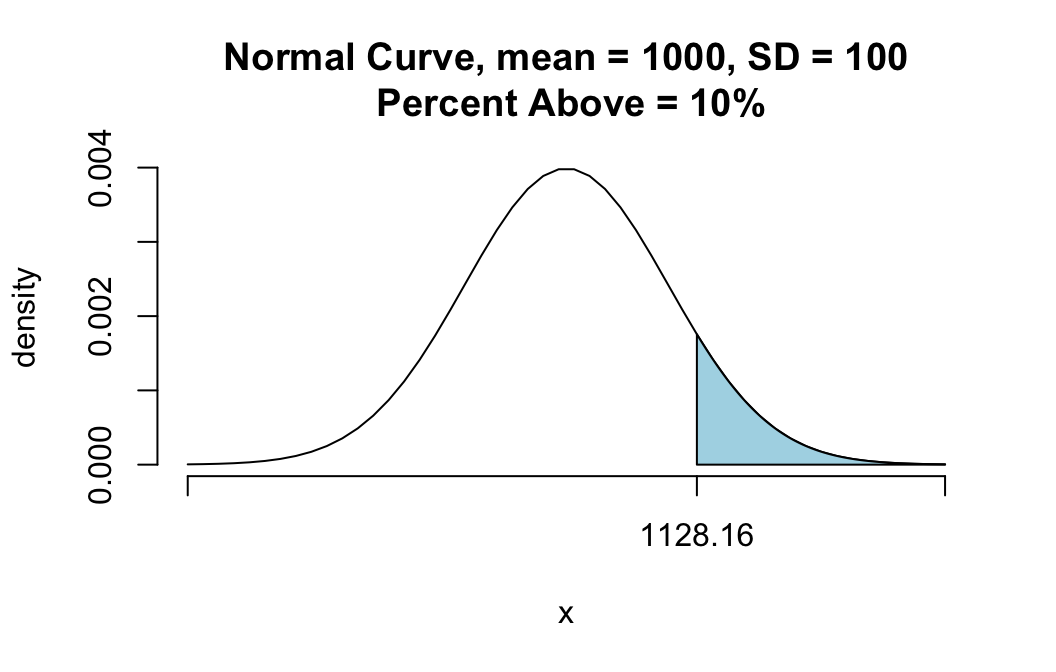 Normal Curve, mean = 1000, SD = 100
Percent Above = 10%
0.004
0.002
0.000
density
1128.16
x